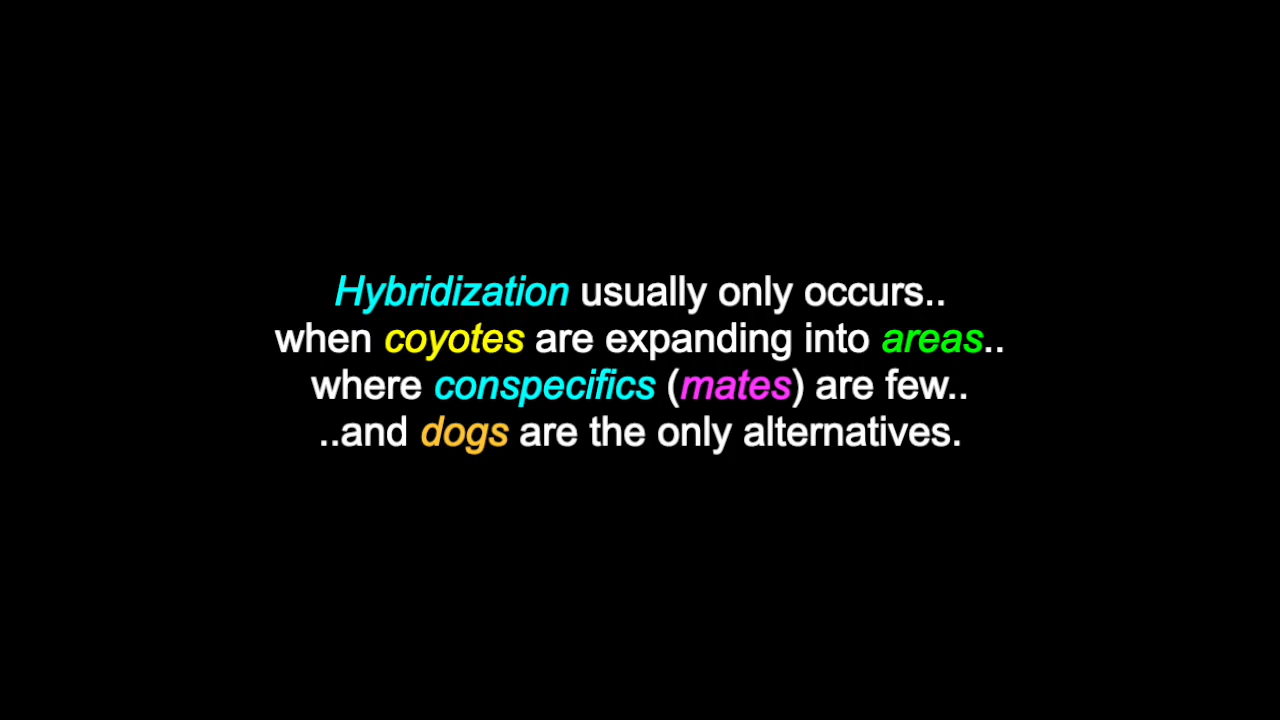 Hybridization usually only occurs..
when coyotes are expanding into areas..
where conspecifics (mates) are few..
..and dogs are the only alternatives.